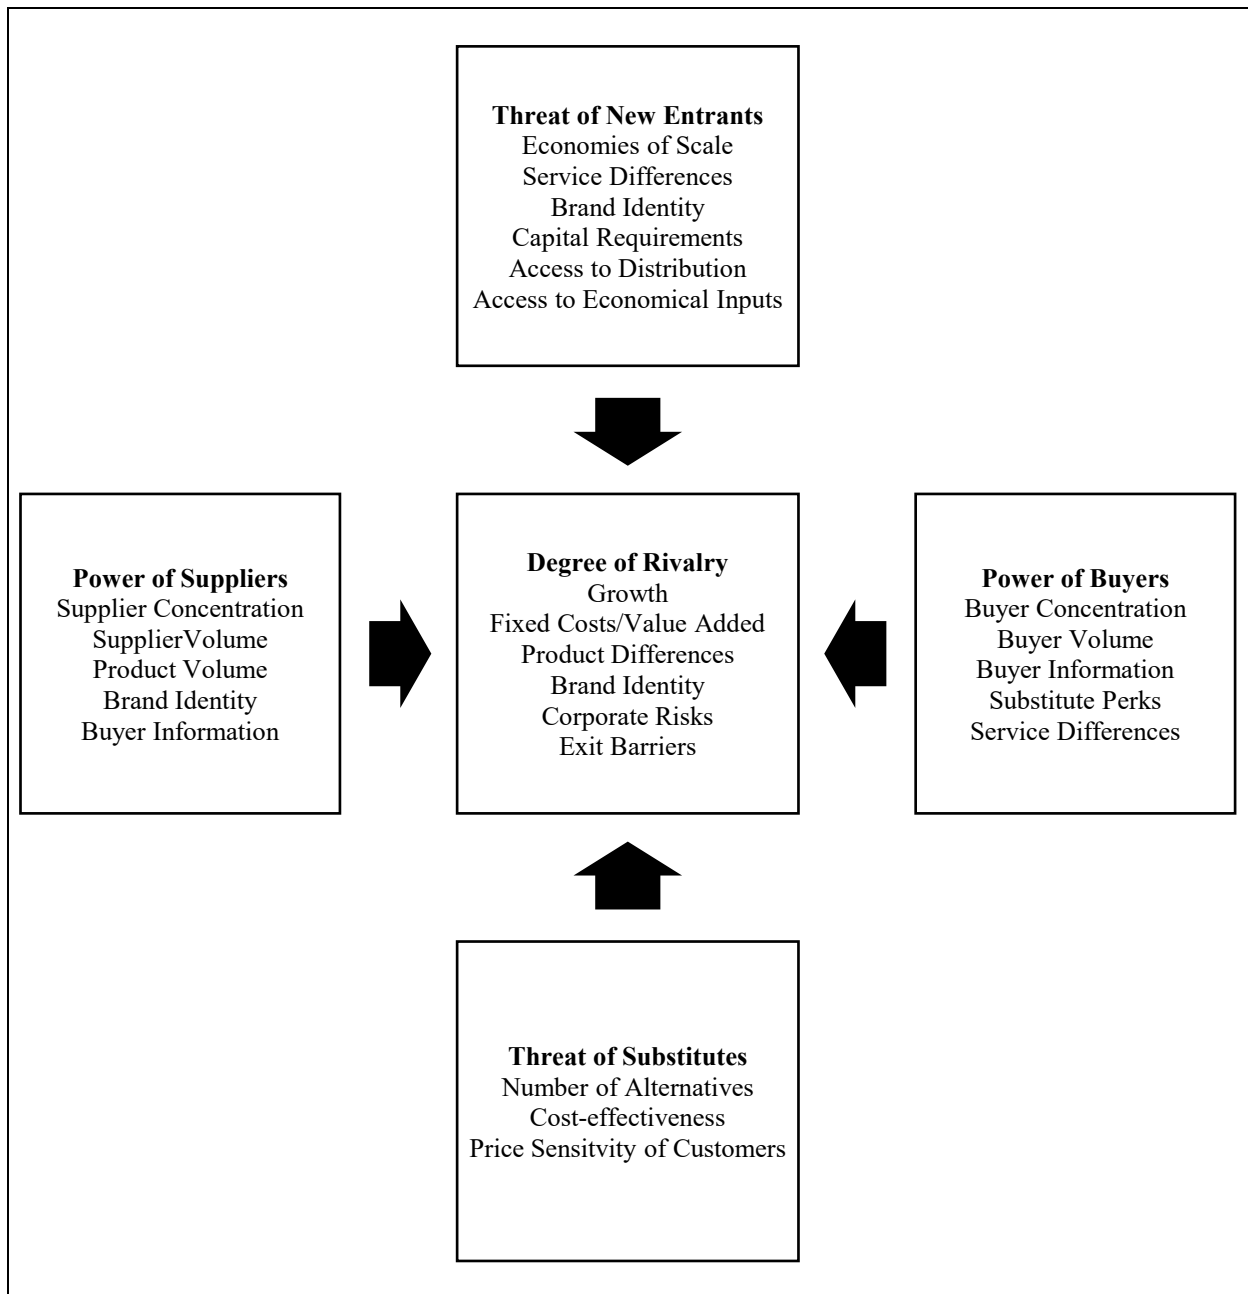 Threat of New Entrants
Economies of Scale
Service Differences
Brand Identity
Capital Requirements
Access to Distribution
Access to Economical Inputs
Power of Suppliers
Supplier Concentration
SupplierVolume
Product Volume
Brand Identity
Buyer Information
Degree of Rivalry
Growth
Fixed Costs/Value Added
Product Differences
Brand Identity
Corporate Risks
Exit Barriers
Power of Buyers
Buyer Concentration
Buyer Volume
Buyer Information
Substitute Perks
Service Differences
Threat of Substitutes
Number of Alternatives
Cost-effectiveness
Price Sensitvity of Customers